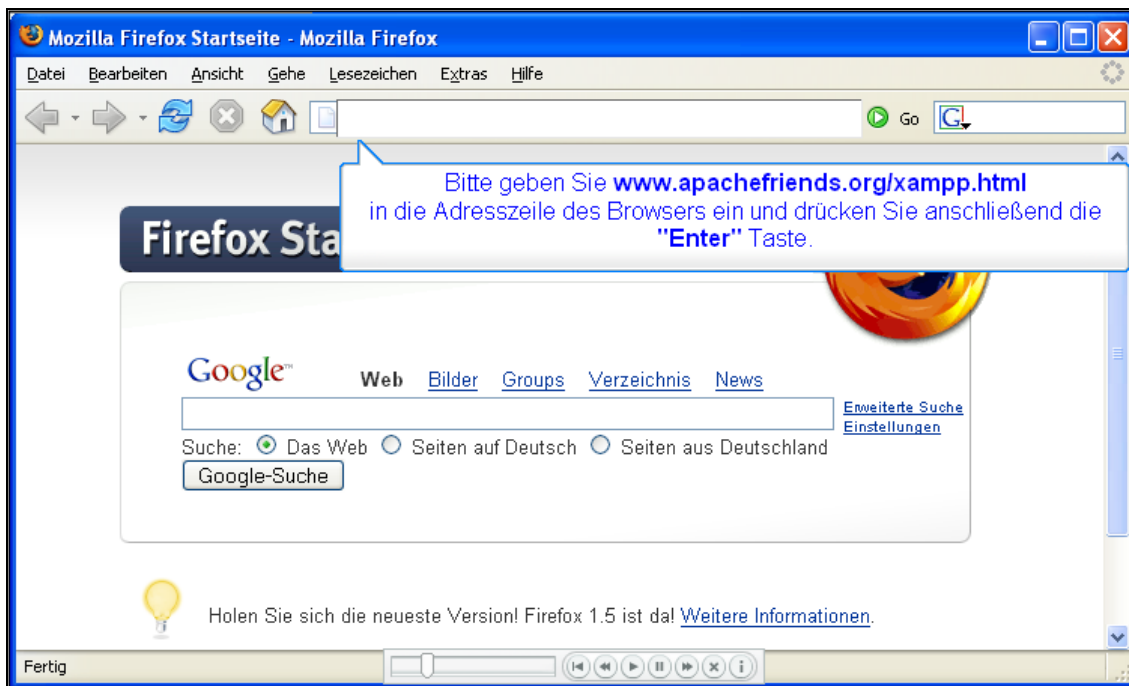 Mozilla Firefox Startseite - Mozilla Firefox
Datei Bearbeiten Ansicht Gehe Lesezeichen Extras Hilfe
Go G
Bitte geben Sie www.apachefriends.org/xampp.html
in die Adresszeile des Browsers ein und drücken Sie anschließend die
"Enter" Taste.
Firefox Sta
Google™ Web Bilder Groups Verzeichnis News
Erweiterte Suche
Einstellungen
Suche: Das Web Seiten auf Deutsch Seiten aus Deutschland
Google-Suche
Holen Sie sich die neueste Version! Firefox 1.5 ist da! Weitere Informationen.
Fertig